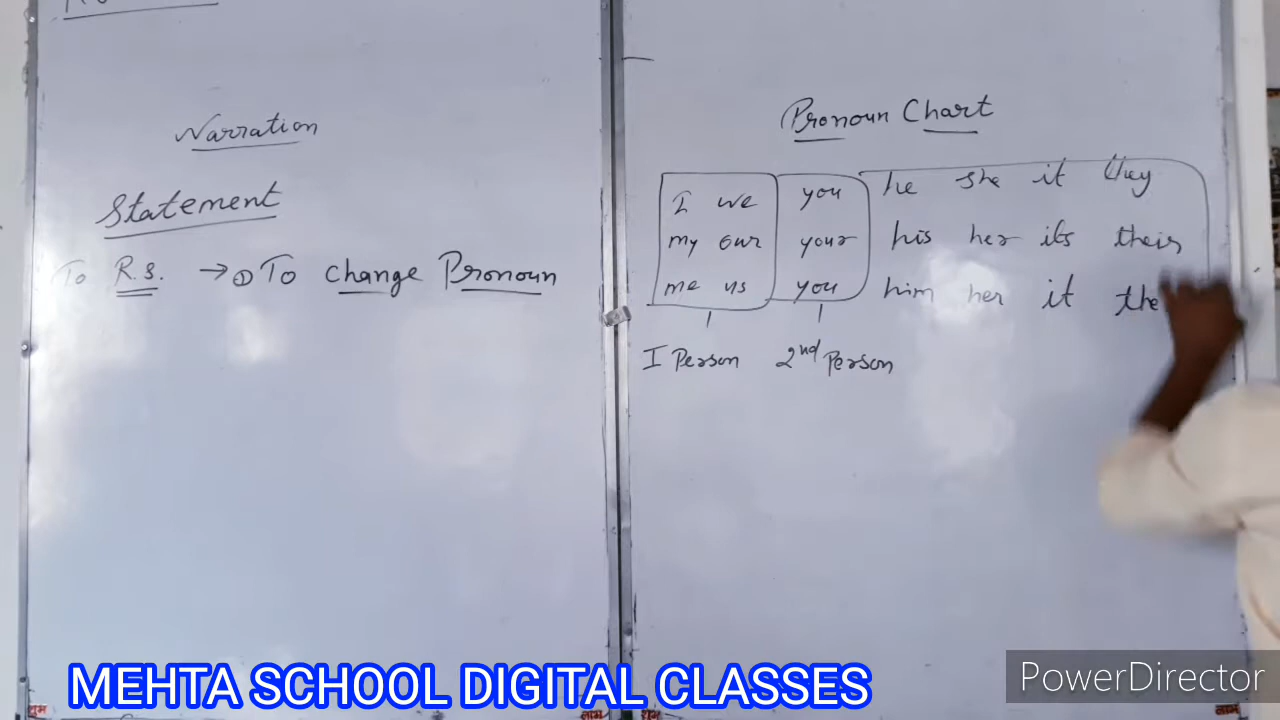 Narration
Statement
To R.S. → ① To Change Pronoun
Pronoun Chart
I we you he she it they
my our your his her its their
me us you him her it the
I Person 2nd Person
MEHTA SCHOOL DIGITAL CLASSES
PowerDirector
शुभ लाभ शुभ लाभ